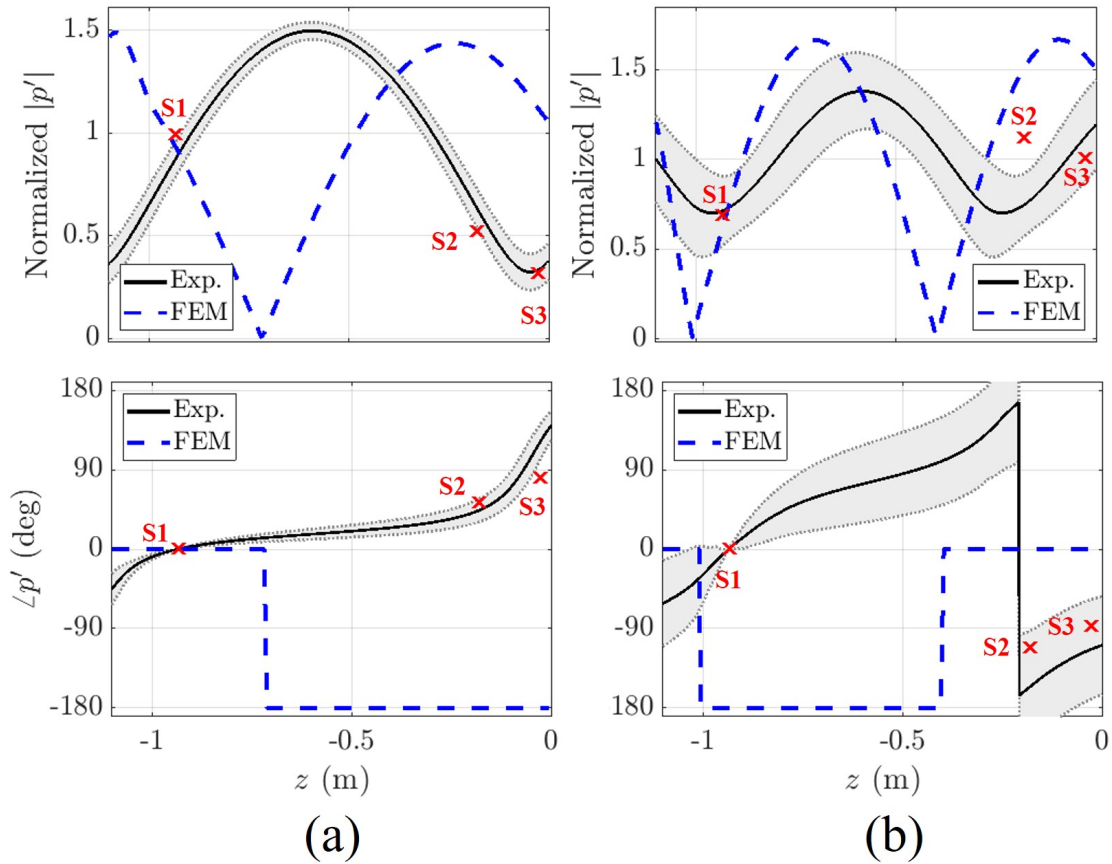 1.5
1
0.5
0
Normalized |p′|
S1
S2
S3
Exp.
FEM
1.5
1
0.5
0
Normalized |p′|
S1
S2
S3
Exp.
FEM
180
90
0
-90
-180
∠p′ (deg)
Exp.
FEM
S1
S2
S3
-1
-0.5
0
z (m)
(a)
180
90
0
-90
-180
Exp.
FEM
S1
S2
S3
-1
-0.5
0
z (m)
(b)